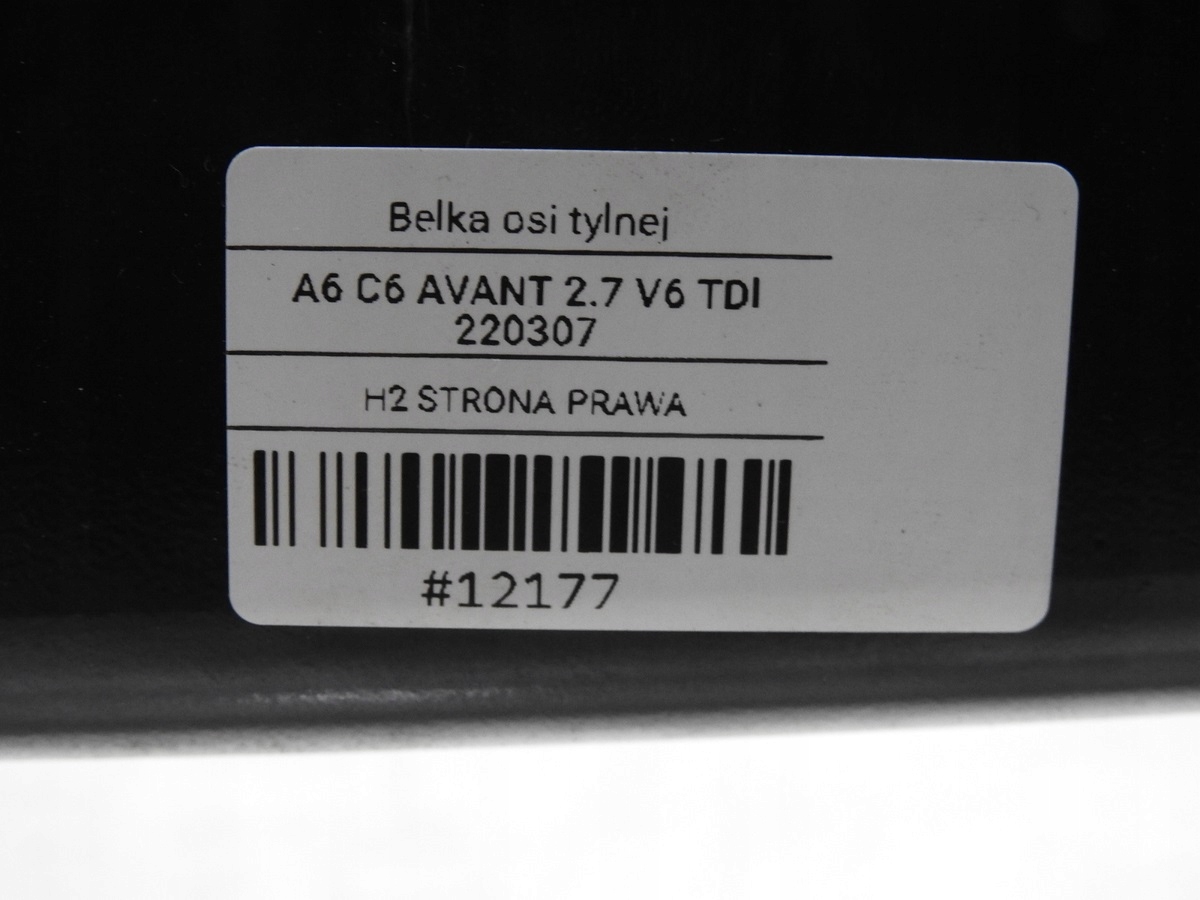 Belka osi tylnej
A6 C6 AVANT 2.7 V6 TDI
220307
H2 STRONA PRAWA
#12177